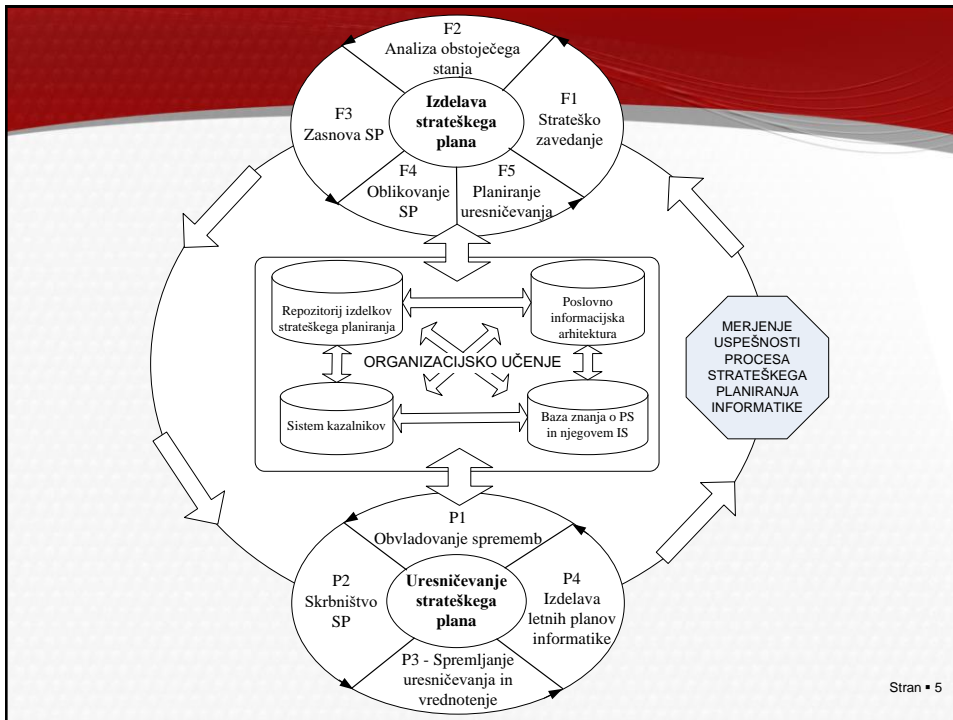 F2
Analiza obstoječega
stanja
F3
Zasnova SP
Izdelava
strateškega
plana
F1
Strateško
zavedanje
F4
Oblikovanje
SP
F5
Planiranje
uresničevanja
Repozitorij izdelkov
strateškega planiranja
Poslovno
informacijska
arhitektura
ORGANIZACIJSKO UČENJE
Sistem kazalnikov
Baza znanja o PS
in njegovem IS
MERJENJE
USPEŠNOSTI
PROCESA
STRATEŠKEGA
PLANIRANJA
INFORMATIKE
P1
Obvladovanje sprememb
P2
Skrbništvo
SP
Uresničevanje
strateškega
plana
P4
Izdelava
letnih planov
informatike
P3 - Spremljanje
uresničevanja in
vrednotenje
Stran ▪ 5